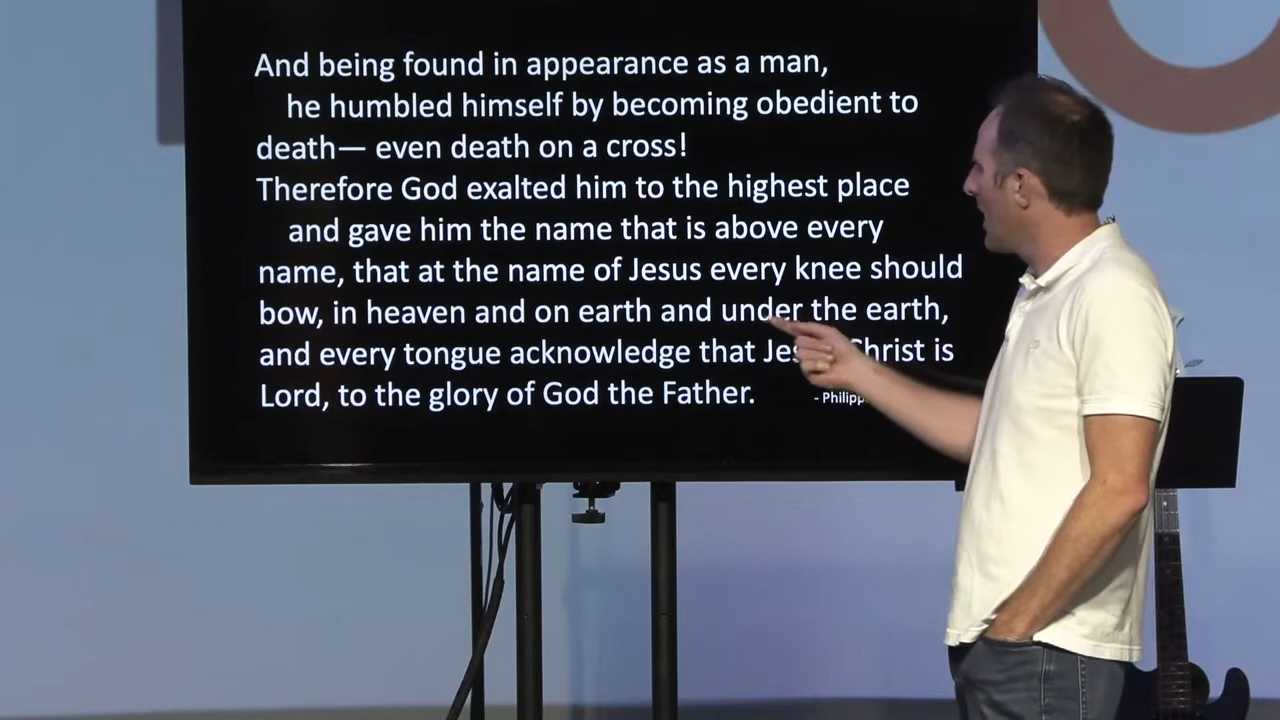 And being found in appearance as a man,
he humbled himself by becoming obedient to
death— even death on a cross!
Therefore God exalted him to the highest place
and gave him the name that is above every
name, that at the name of Jesus every knee should
bow, in heaven and on earth and under the earth,
and every tongue acknowledge that Christ is
Lord, to the glory of God the Father.